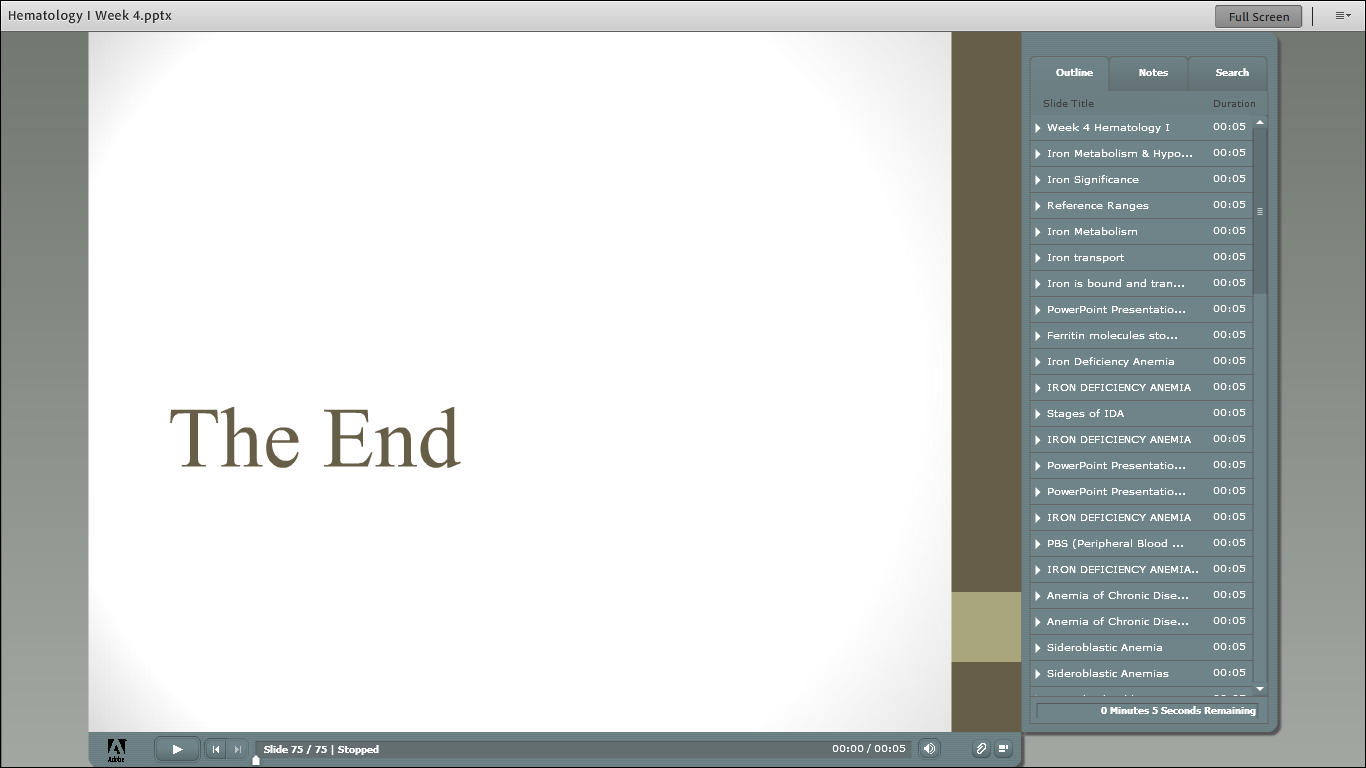 Hematology I Week 4.pptx
Full Screen
The End
Outline Notes Search
Slide Title Duration
Week 4 Hematology I 00:05
Iron Metabolism & Hypo... 00:05
Iron Significance 00:05
Reference Ranges 00:05
Iron Metabolism 00:05
Iron transport 00:05
Iron is bound and tran... 00:05
PowerPoint Presentatio... 00:05
Ferritin molecules sto... 00:05
Iron Deficiency Anemia 00:05
IRON DEFICIENCY ANEMIA 00:05
Stages of IDA 00:05
IRON DEFICIENCY ANEMIA 00:05
PowerPoint Presentatio... 00:05
PowerPoint Presentatio... 00:05
IRON DEFICIENCY ANEMIA 00:05
PBS (Peripheral Blood ... 00:05
IRON DEFICIENCY ANEMIA.. 00:05
Anemia of Chronic Dise... 00:05
Anemia of Chronic Dise... 00:05
Sideroblastic Anemia 00:05
Sideroblastic Anemias 00:05
0 Minutes 5 Seconds Remaining
Adobe
Slide 75 / 75 | Stopped 00:00 / 00:05